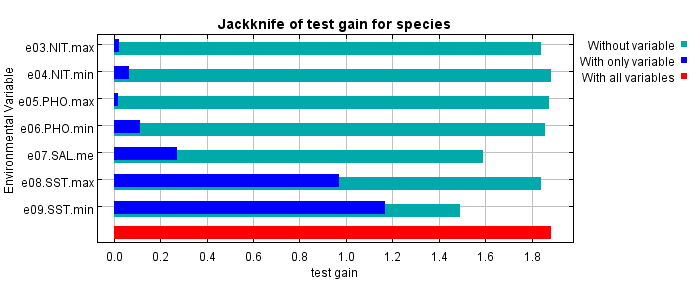 Jackknife of test gain for species
Environmental Variable
e03.NIT.max
e04.NIT.min
e05.PHO.max
e06.PHO.min
e07.SAL.me
e08.SST.max
e09.SST.min
0.0 0.2 0.4 0.6 0.8 1.0 1.2 1.4 1.6 1.8
test gain
Without variable
With only variable
With all variables